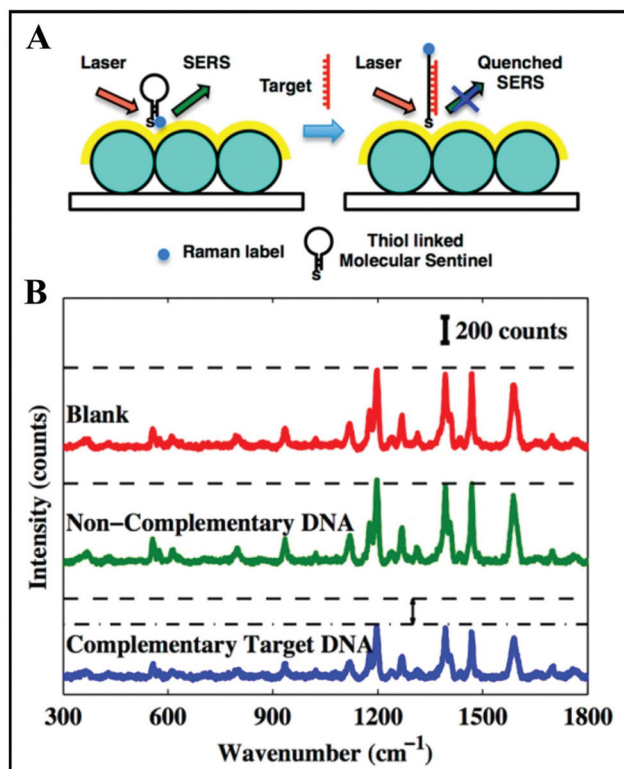 A
Laser
SERS
Target
Laser
Quenched
SERS
S
S
Raman label
S
Thiol linked
Molecular Sentinel
B
200 counts
Blank
Non-Complementary DNA
Complementary Target DNA
Intensity (counts)
300 600 900 1200 1500 1800
Wavenumber (cm⁻¹)